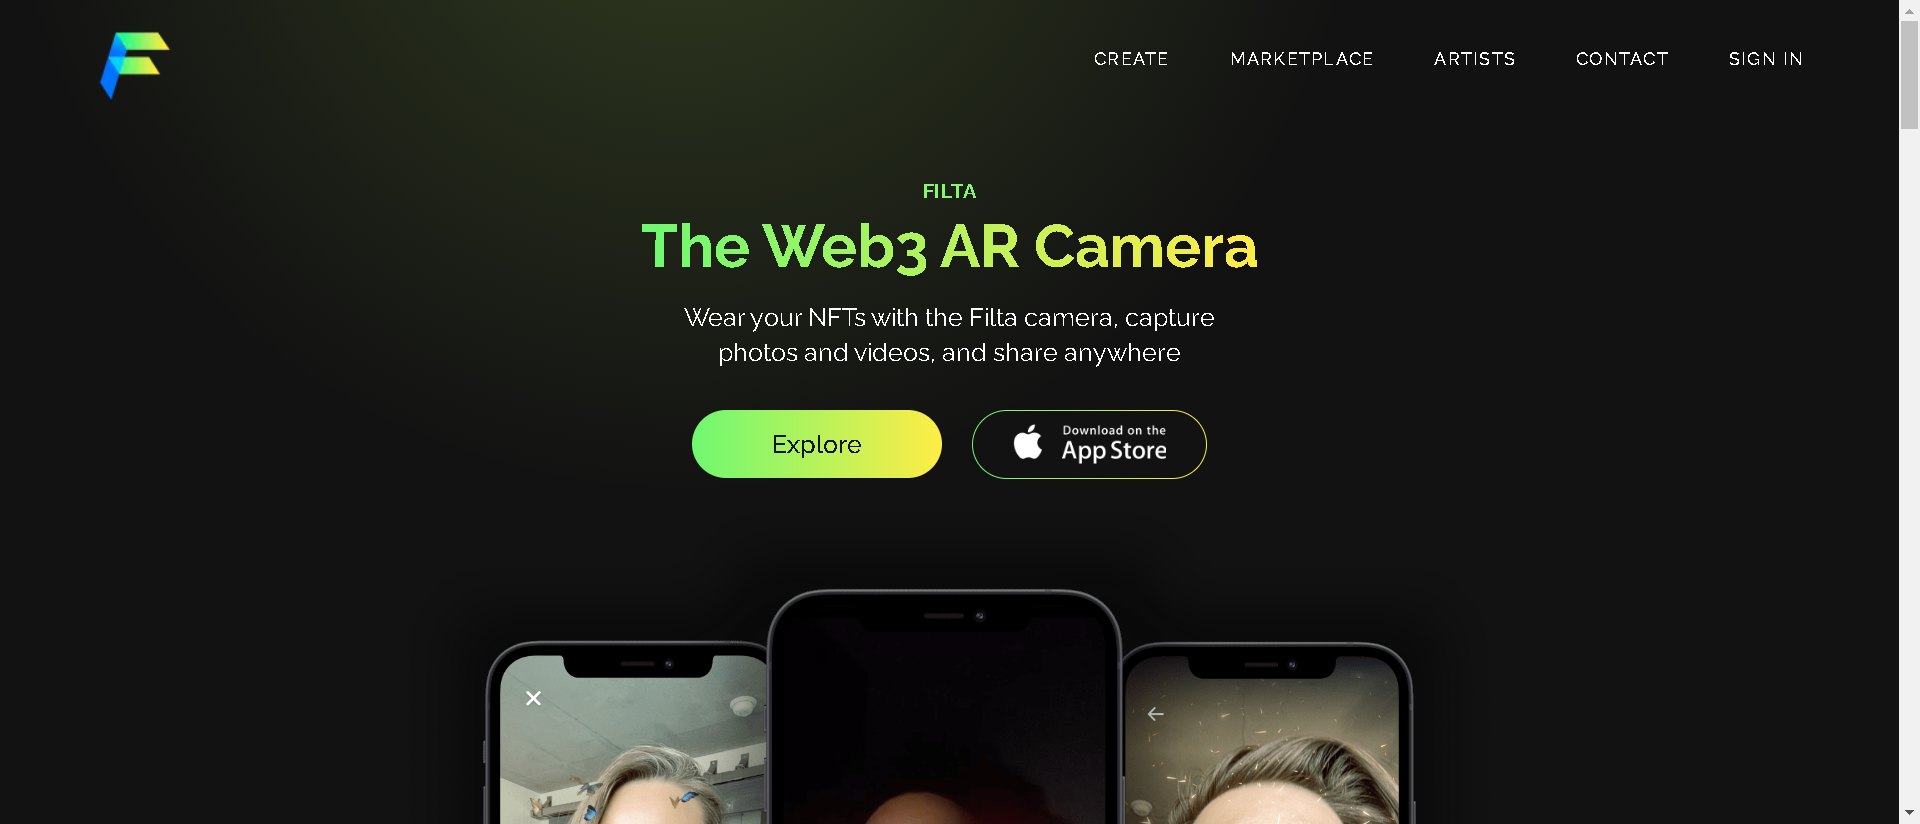 CREATE MARKETPLACE ARTISTS CONTACT SIGN IN
FILTA
The Web3 AR Camera
Wear your NFTs with the Filta camera, capture
photos and videos, and share anywhere
Explore
Download on the
App Store